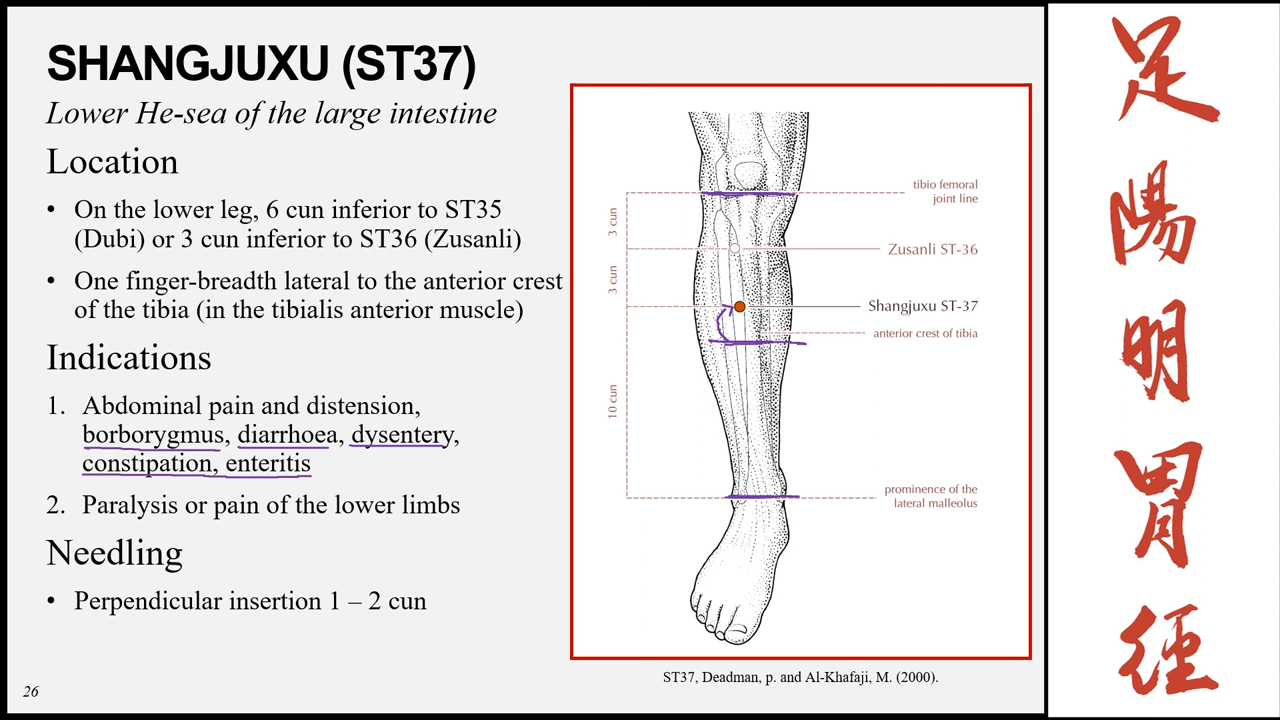 SHANGJUXU (ST37)
Lower He-sea of the large intestine
Location
• On the lower leg, 6 cun inferior to ST35
(Dubi) or 3 cun inferior to ST36 (Zusanli)
• One finger-breadth lateral to the anterior crest
of the tibia (in the tibialis anterior muscle)
Indications
1. Abdominal pain and distension,
borborygmus, diarrhoea, dysentery,
constipation, enteritis
2. Paralysis or pain of the lower limbs
Needling
• Perpendicular insertion 1 – 2 cun
26
tibio femoral
joint line
3 cun
Zusanli ST-36
3 cun
Shangjuxu ST-37
anterior crest of tibia
10 cun
prominence of the
lateral malleolus
ST37, Deadman, p. and Al-Khafaji, M. (2000).
足陽明胃經